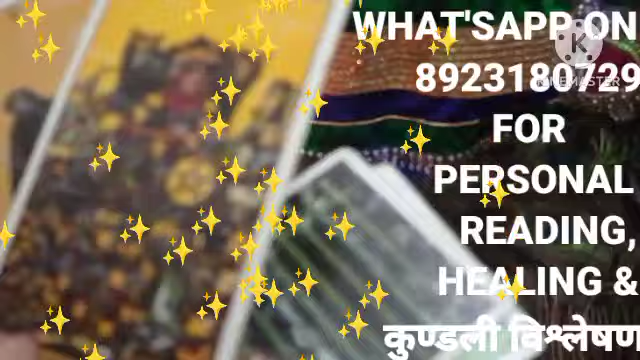 WHAT'SAPP ON
8923180729
FOR
PERSONAL
READING,
HEALING &
कुण्डली विश्लेषण